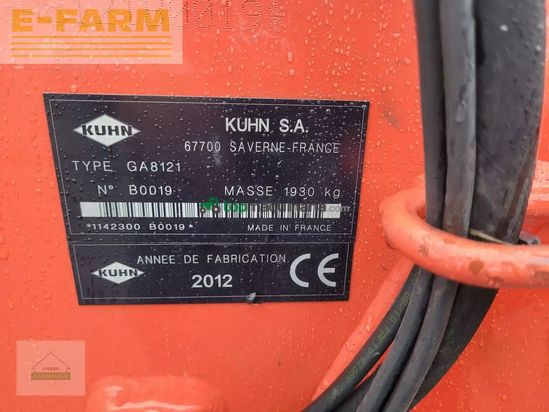 E-FARM
KUHN
KUHN S.A.
67700 SAVERNE-FRANCE
TYPE GA8121
N° B0019 MASSE 1930 kg
*1142300 B0019* MADE IN FRANCE
KUHN
ANNEE DE FABRICATION
2012 CE
UNSER